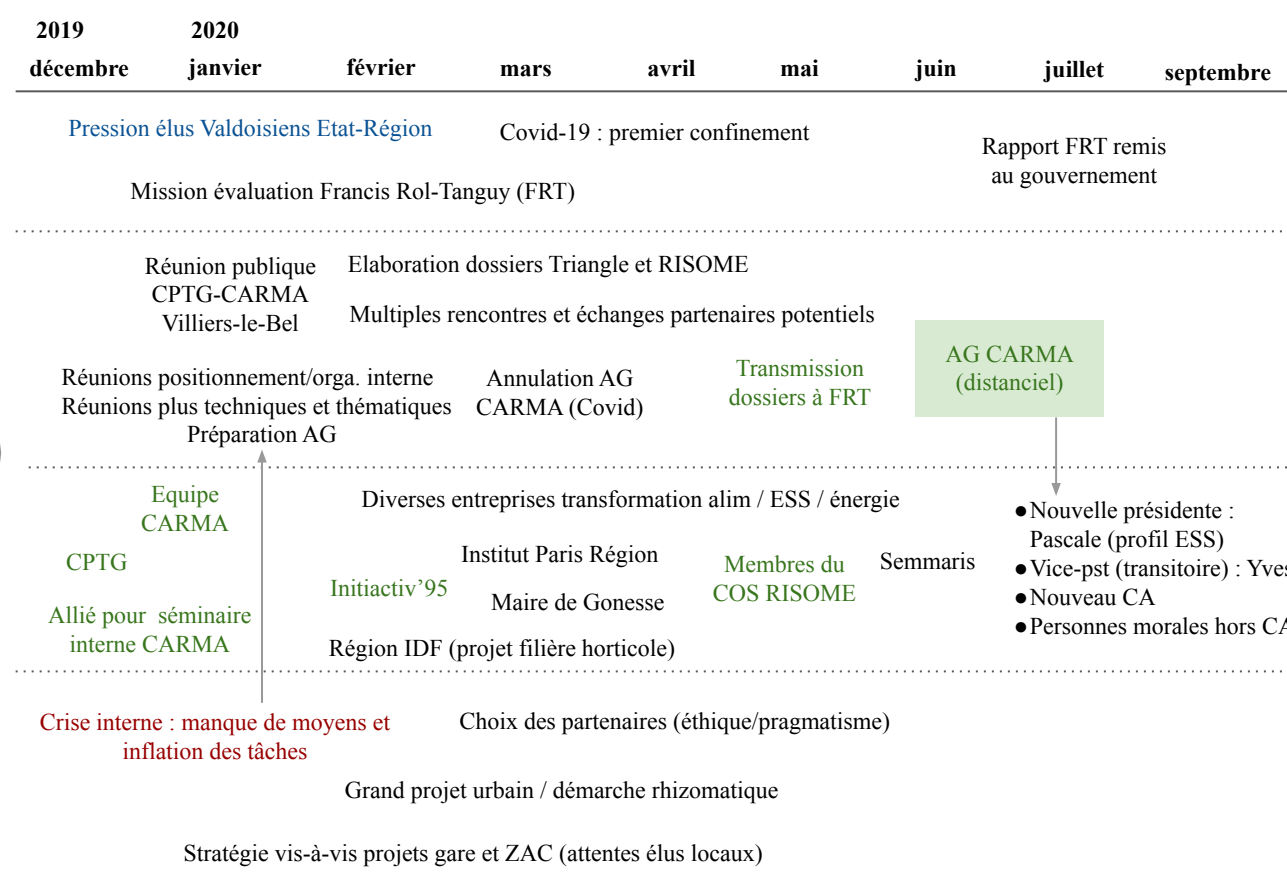 2019 2020
décembre janvier février mars avril mai juin juillet septembre
Pression élus Valdoisiens Etat-Région
Covid-19 : premier confinement
Rapport FRT remis
au gouvernement
Mission évaluation Francis Rol-Tanguy (FRT)
Réunion publique
CPTG-CARMA
Villiers-le-Bel
Elaboration dossiers Triangle et RISOME
Multiples rencontres et échanges partenaires potentiels
Réunions positionnement/orga. interne
Réunions plus techniques et thématiques
Préparation AG
Annulation AG
CARMA (Covid)
Transmission
dossiers à FRT
AG CARMA
(distanciel)
Equipe
CARMA
CPTG
Allié pour séminaire
interne CARMA
Diverses entreprises transformation alim / ESS / énergie
Initiactiv’95
Institut Paris Région
Maire de Gonesse
Région IDF (projet filière horticole)
Membres du
COS RISOME
Semmaris
●Nouvelle présidente :
Pascale (profil ESS)
●Vice-pst (transitoire) : Yves
●Nouveau CA
●Personnes morales hors CA
Crise interne : manque de moyens et
inflation des tâches
Choix des partenaires (éthique/pragmatisme)
Grand projet urbain / démarche rhizomatique
Stratégie vis-à-vis projets gare et ZAC (attentes élus locaux)